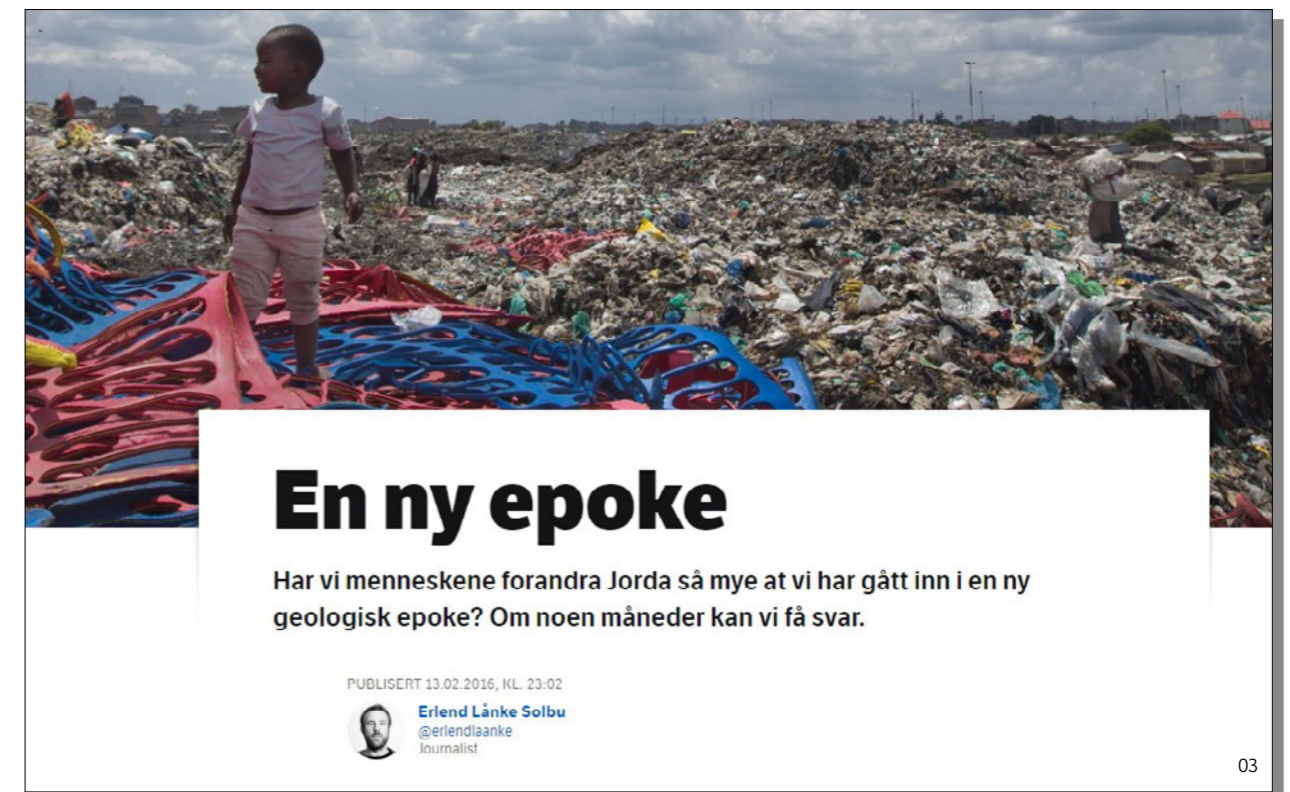 En ny epoke
Har vi menneskene forandra Jorda så mye at vi har gått inn i en ny
geologisk epoke? Om noen måneder kan vi få svar.
PUBLISERT 13.02.2016, KL. 23:02
Erlend Lånke Solbu
@erlendlaanke
Journalist
03